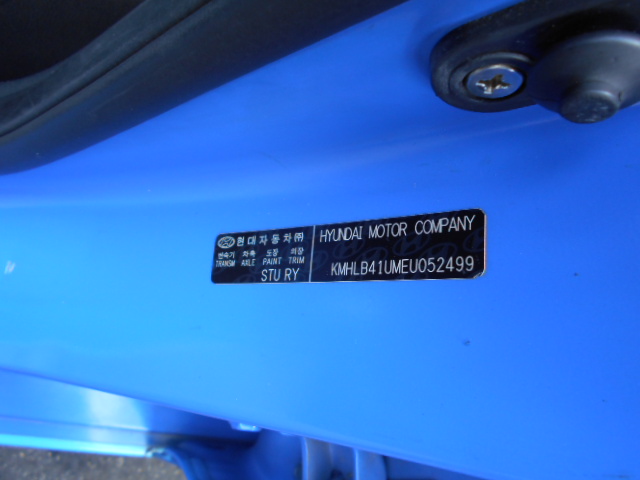 현대자동차㈜
변속기 차축 도장 의장
TRANSM AXLE PAINT TRIM
STU RY
HYUNDAI MOTOR COMPANY
KMHLB41UMEU052499